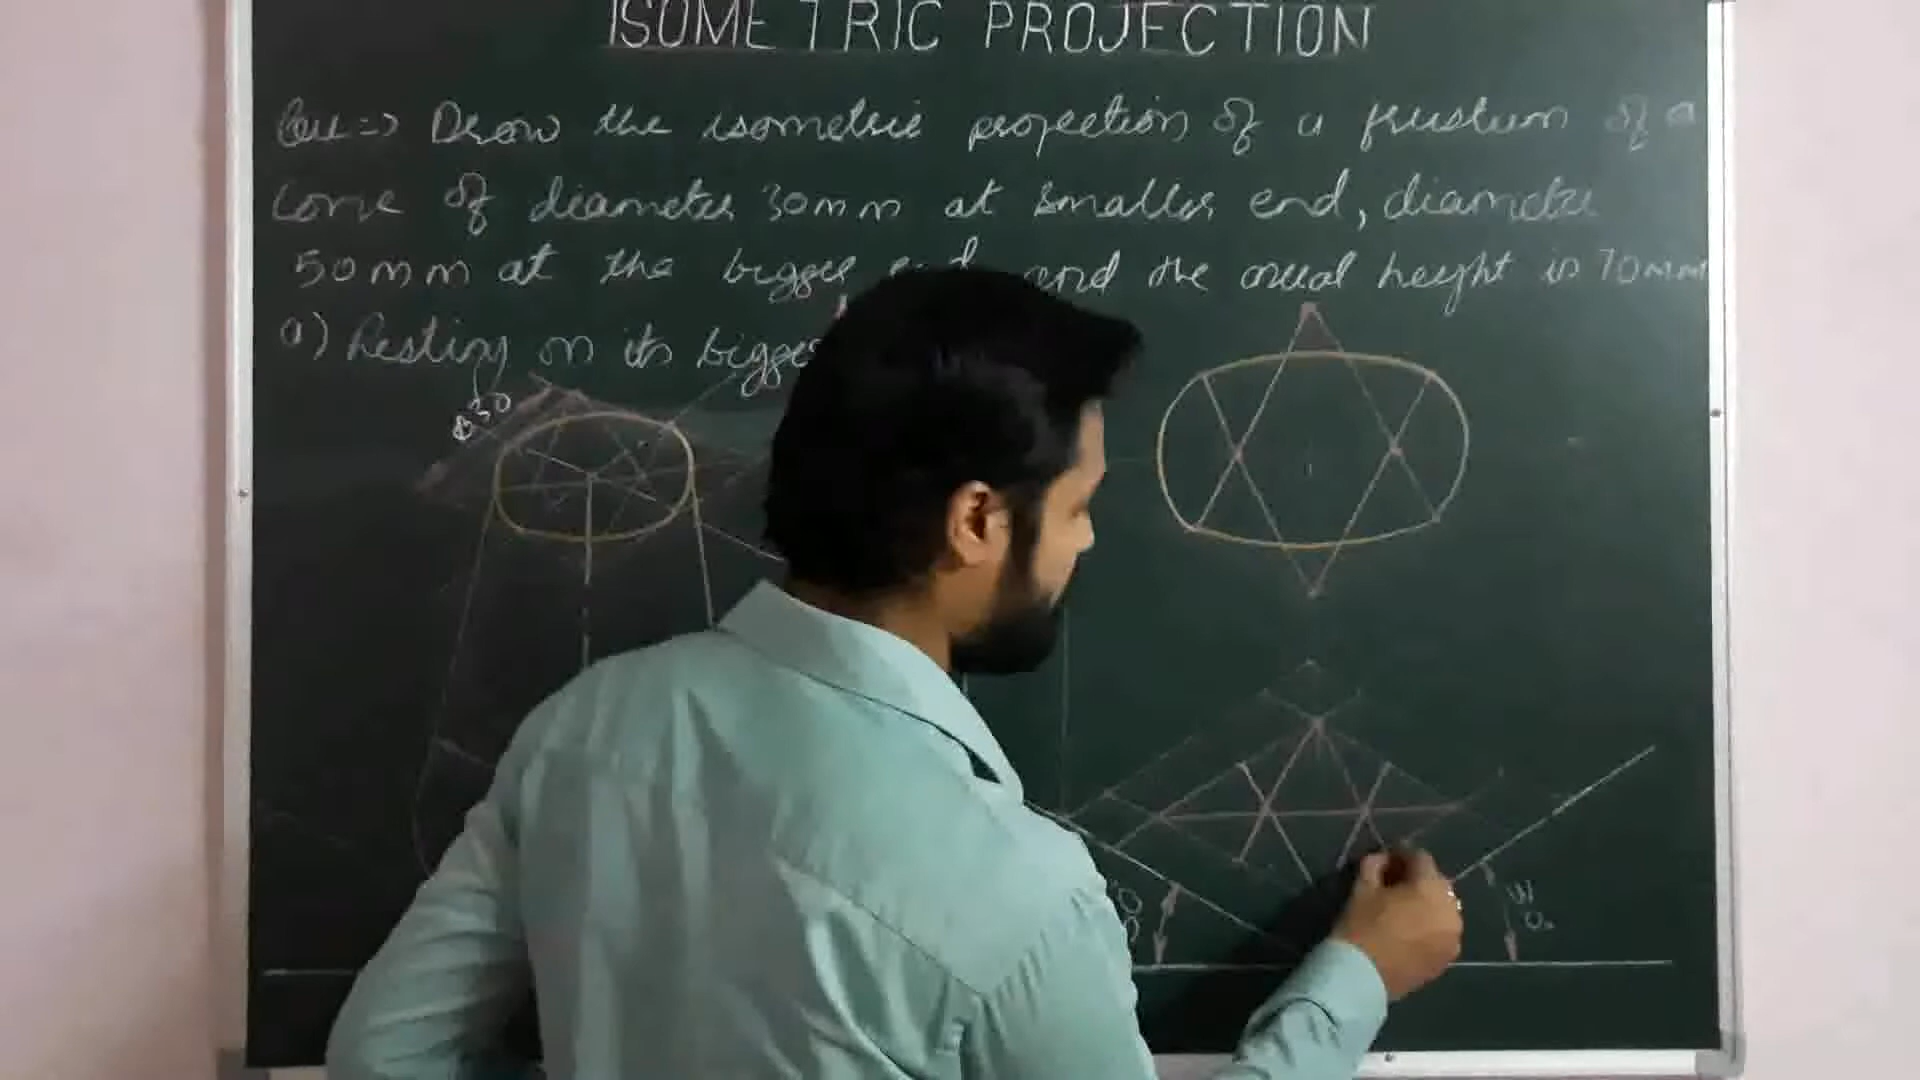 ISOMETRIC PROJECTION
Que=> Draw the isometric projection of a frustum of a
cone of diameter 30mm at smaller end, diameter
50mm at the bigger end and the axial height is 70mm
a) Resting on its bigger
ø30
30°